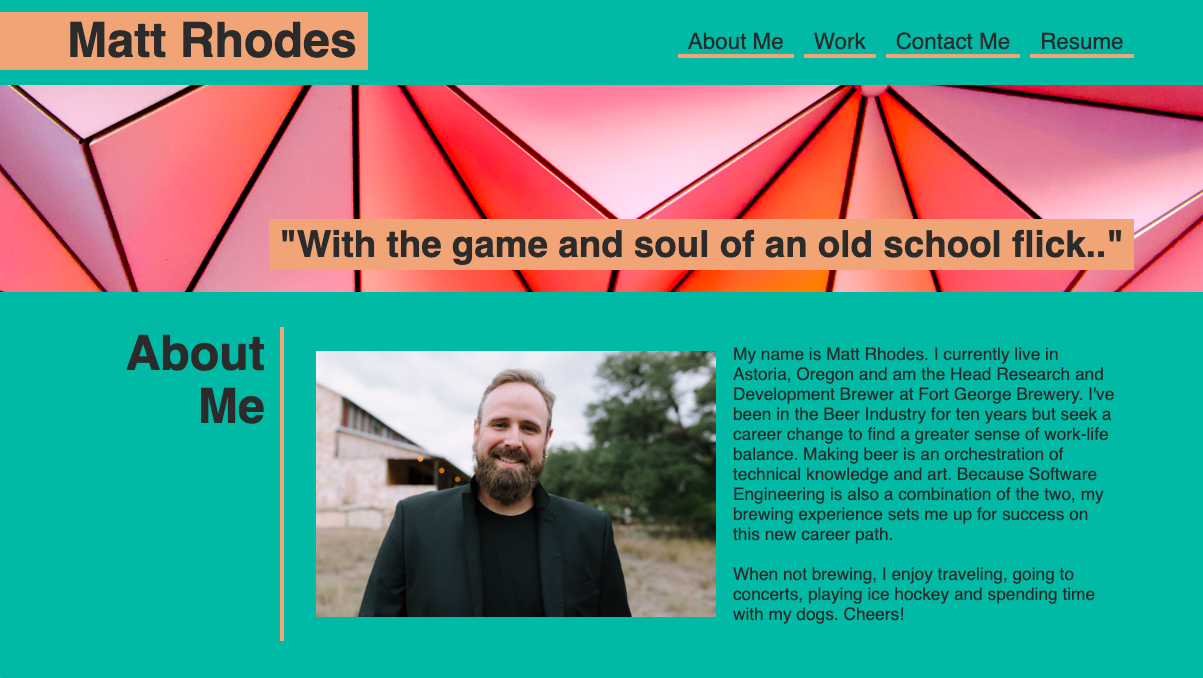 Matt Rhodes
About Me Work Contact Me Resume
"With the game and soul of an old school flick.."
About
Me
My name is Matt Rhodes. I currently live in
Astoria, Oregon and am the Head Research and
Development Brewer at Fort George Brewery. I've
been in the Beer Industry for ten years but seek a
career change to find a greater sense of work-life
balance. Making beer is an orchestration of
technical knowledge and art. Because Software
Engineering is also a combination of the two, my
brewing experience sets me up for success on
this new career path.
When not brewing, I enjoy traveling, going to
concerts, playing ice hockey and spending time
with my dogs. Cheers!